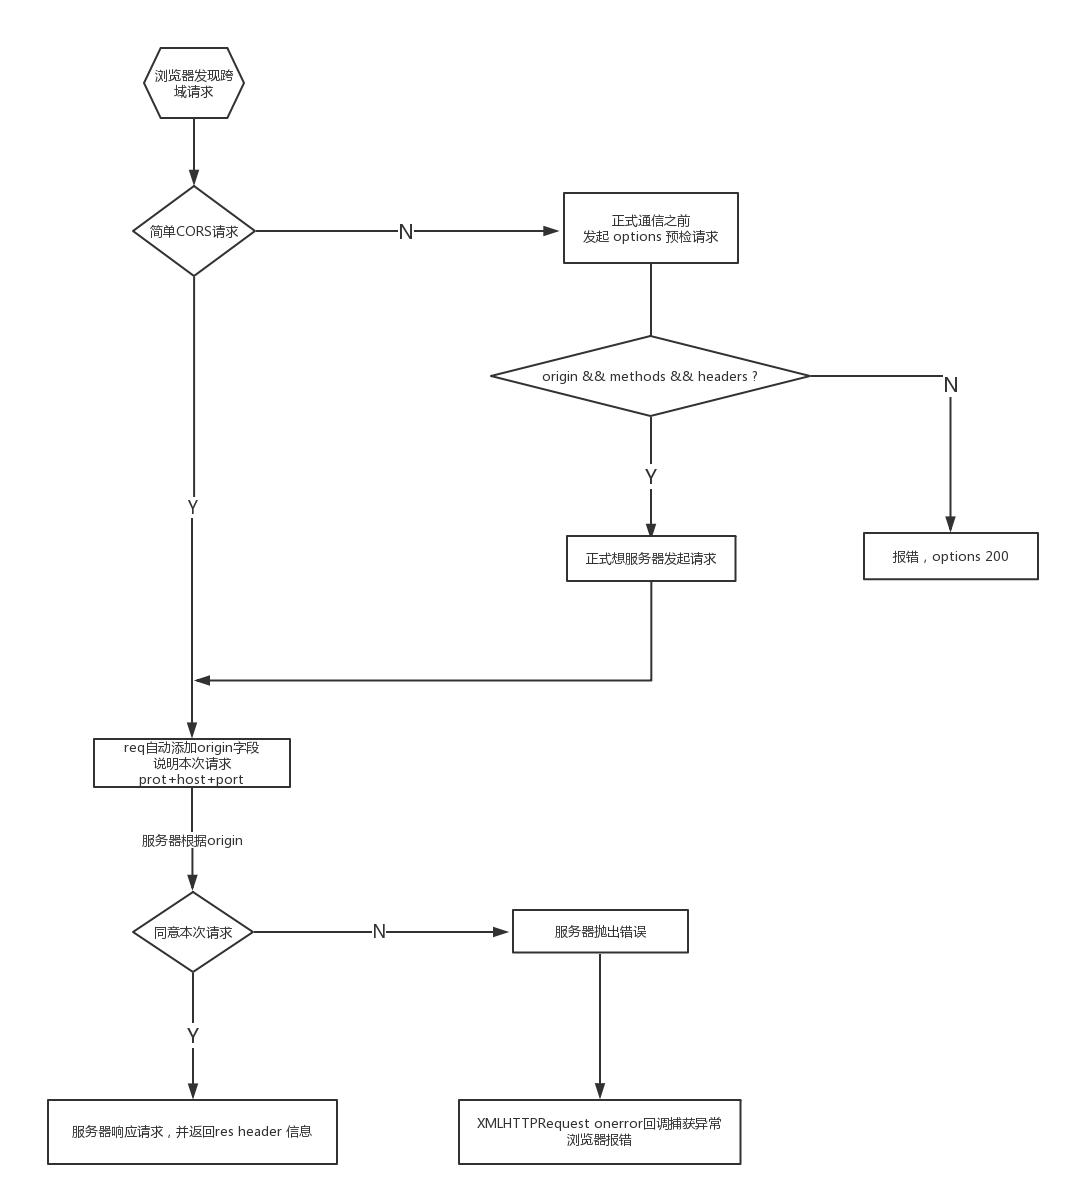 浏览器发现跨
域请求
简单CORS请求
N
正式通信之前
发起 options 预检请求
origin && methods && headers ?
N
Y
Y
正式想服务器发起请求
报错，options 200
req自动添加origin字段
说明本次请求
prot+host+port
服务器根据origin
同意本次请求
N
服务器抛出错误
Y
服务器响应请求，并返回res header 信息
XMLHTTPRequest onerror回调捕获异常
浏览器报错